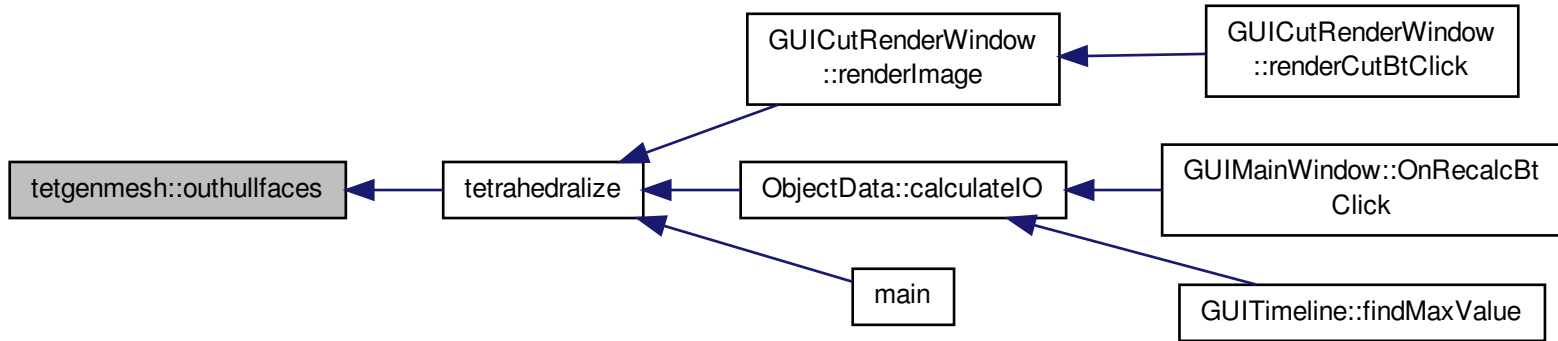 GUICutRenderWindow
::renderImage
GUICutRenderWindow
::renderCutBtClick
tetgenmesh::outhullfaces
tetrahedralize
ObjectData::calculateIO
GUIMainWindow::OnRecalcBt
Click
main
GUITimeline::findMaxValue